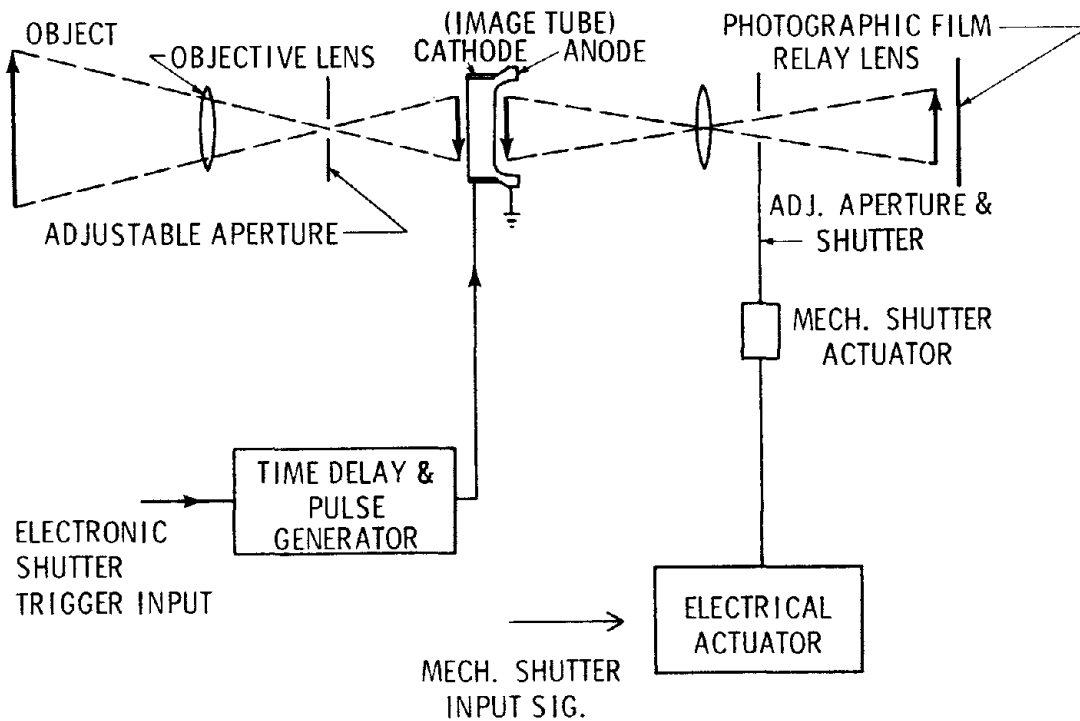 OBJECT
OBJECTIVE LENS
(IMAGE TUBE)
CATHODE
ANODE
PHOTOGRAPHIC FILM
RELAY LENS
ADJUSTABLE APERTURE
ADJ. APERTURE &
SHUTTER
MECH. SHUTTER
ACTUATOR
TIME DELAY &
PULSE
GENERATOR
ELECTRONIC
SHUTTER
TRIGGER INPUT
ELECTRICAL
ACTUATOR
MECH. SHUTTER
INPUT SIG.